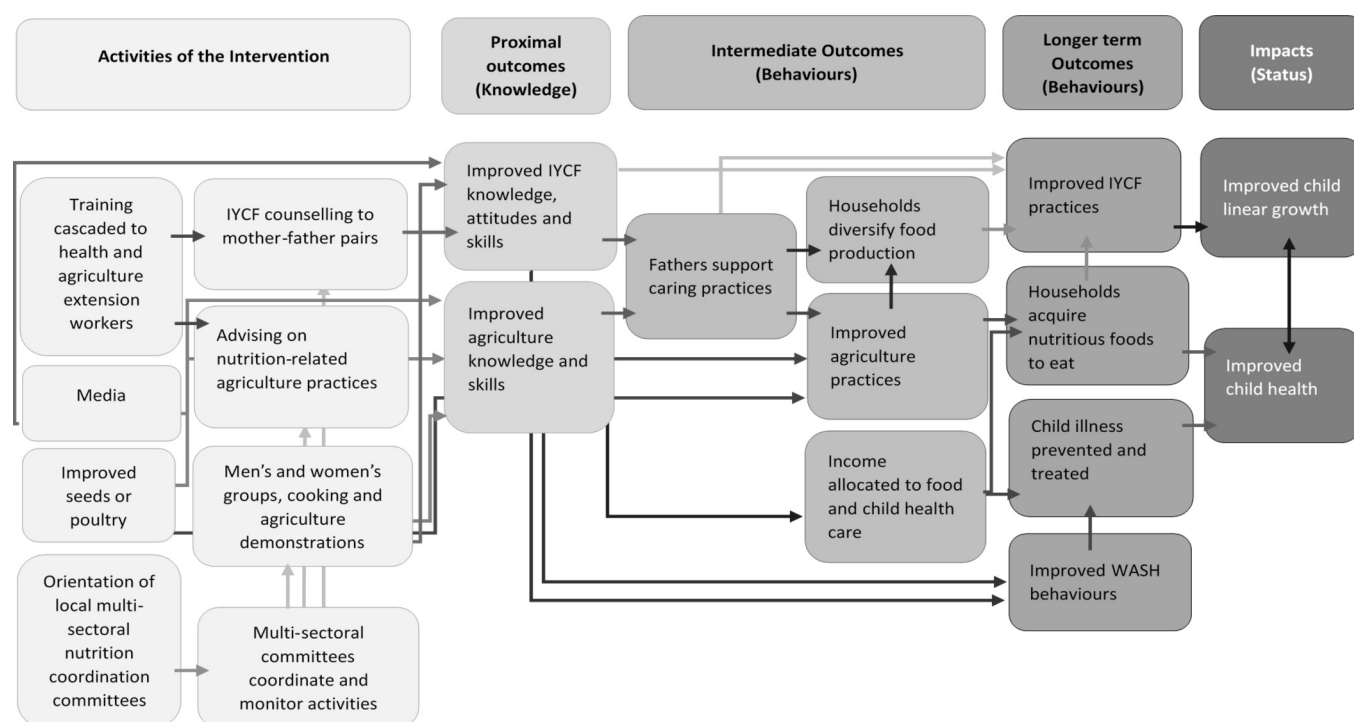 Activities of the Intervention
Proximal
outcomes
(Knowledge)
Intermediate Outcomes
(Behaviours)
Longer term
Outcomes
(Behaviours)
Impacts
(Status)
Training
cascaded to
health and
agriculture
extension
workers
Media
Improved
seeds or
poultry
Orientation of
local multi-
sectoral
nutrition
coordination
committees
IYCF counselling to
mother-father pairs
Advising on
nutrition-related
agriculture practices
Men’s and women’s
groups, cooking and
agriculture
demonstrations
Multi-sectoral
committees
coordinate and
monitor activities
Improved IYCF
knowledge,
attitudes and
skills
Improved
agriculture
knowledge and
skills
Fathers support
caring practices
Households
diversify food
production
Improved
agriculture
practices
Income
allocated to food
and child health
care
Improved IYCF
practices
Households
acquire
nutritious foods
to eat
Child illness
prevented and
treated
Improved WASH
behaviours
Improved child
linear growth
Improved
child health